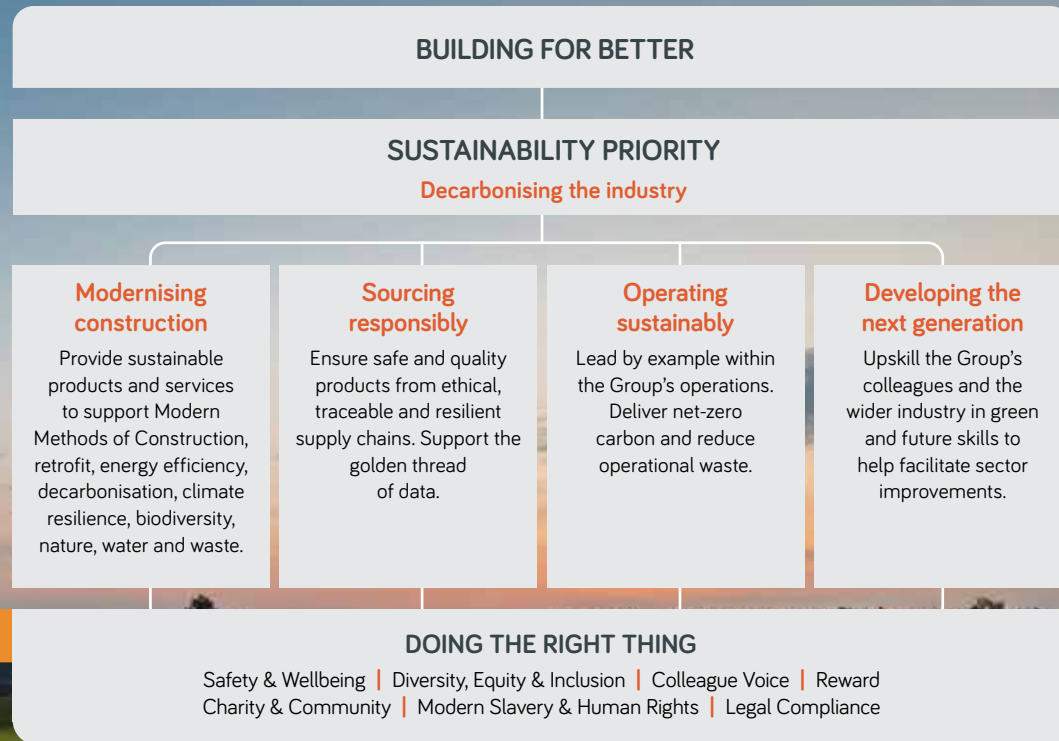 BUILDING FOR BETTER
SUSTAINABILITY PRIORITY
Decarbonising the industry
Modernising
construction
Provide sustainable
products and services
to support Modern
Methods of Construction,
retrofit, energy efficiency,
decarbonisation, climate
resilience, biodiversity,
nature, water and waste.
Sourcing
responsibly
Ensure safe and quality
products from ethical,
traceable and resilient
supply chains. Support the
golden thread
of data.
Operating
sustainably
Lead by example within
the Group's operations.
Deliver net-zero
carbon and reduce
operational waste.
Developing the
next generation
Upskill the Group's
colleagues and the
wider industry in green
and future skills to
help facilitate sector
improvements.
DOING THE RIGHT THING
Safety & Wellbeing | Diversity, Equity & Inclusion | Colleague Voice | Reward
Charity & Community | Modern Slavery & Human Rights | Legal Compliance